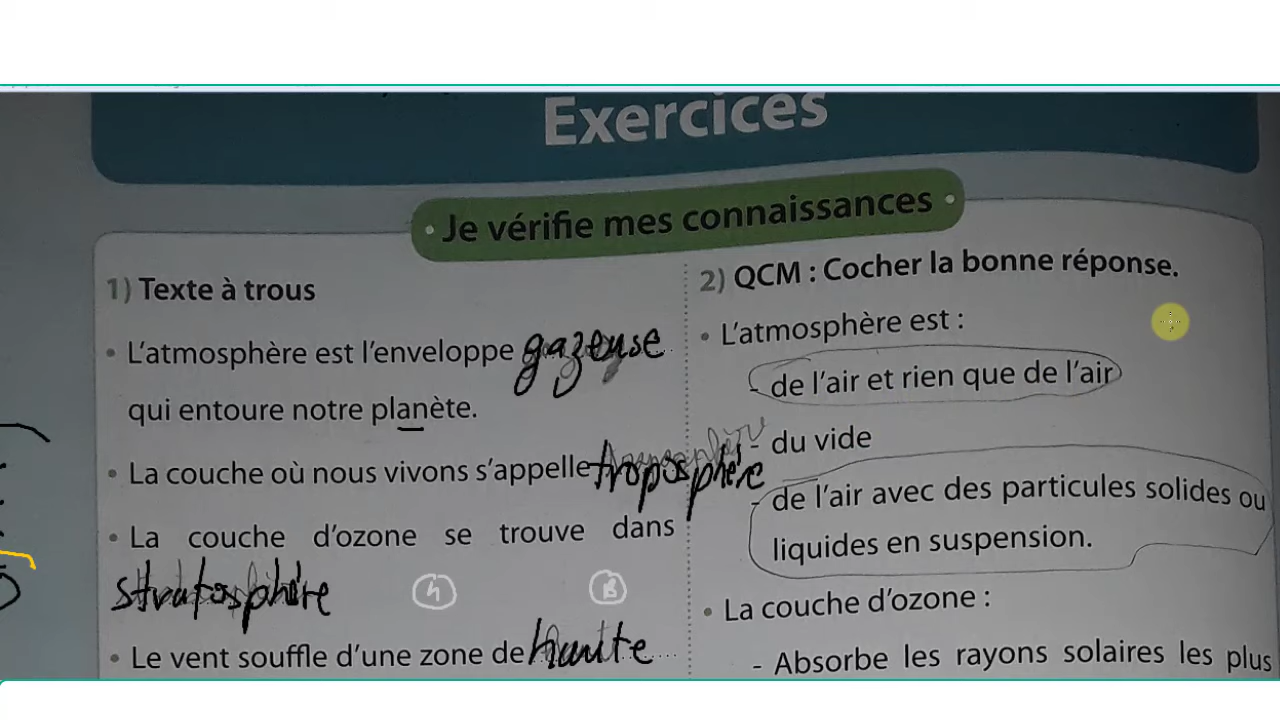 Exercices
• Je vérifie mes connaissances •
1) Texte à trous
• L'atmosphère est l'enveloppe gazeuse
qui entoure notre planète.
• La couche où nous vivons s'appelle troposphère
• La couche d'ozone se trouve dans
stratosphère
• Le vent souffle d'une zone de haute
2) QCM : Cocher la bonne réponse.
• L'atmosphère est :
- de l'air et rien que de l'air
- du vide
- de l'air avec des particules solides ou
liquides en suspension.
• La couche d'ozone :
- Absorbe les rayons solaires les plus